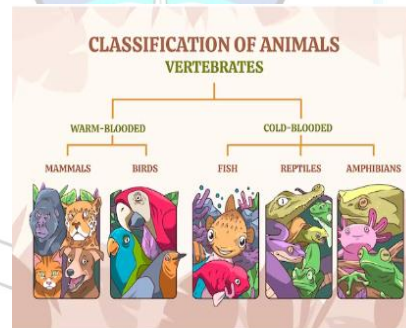 CLASSIFICATION OF ANIMALS
VERTEBRATES
WARM-BLOODED
COLD-BLOODED
MAMMALS
BIRDS
FISH
REPTILES
AMPHIBIANS